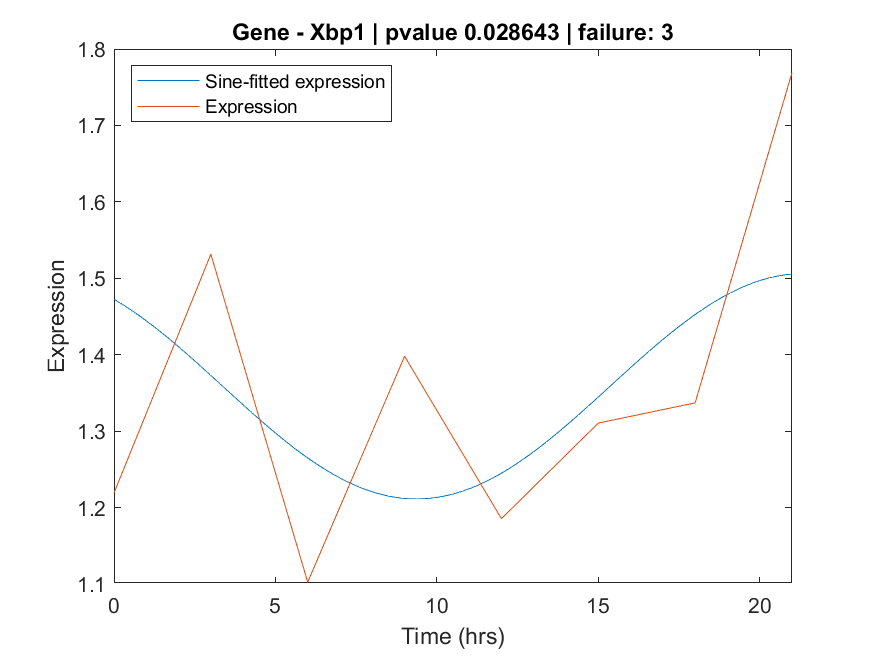 Gene - Xbp1 | pvalue 0.028643 | failure: 3
Sine-fitted expression
Expression
1.8
1.7
1.6
1.5
1.4
1.3
1.2
1.1
Expression
0
5
10
15
20
Time (hrs)